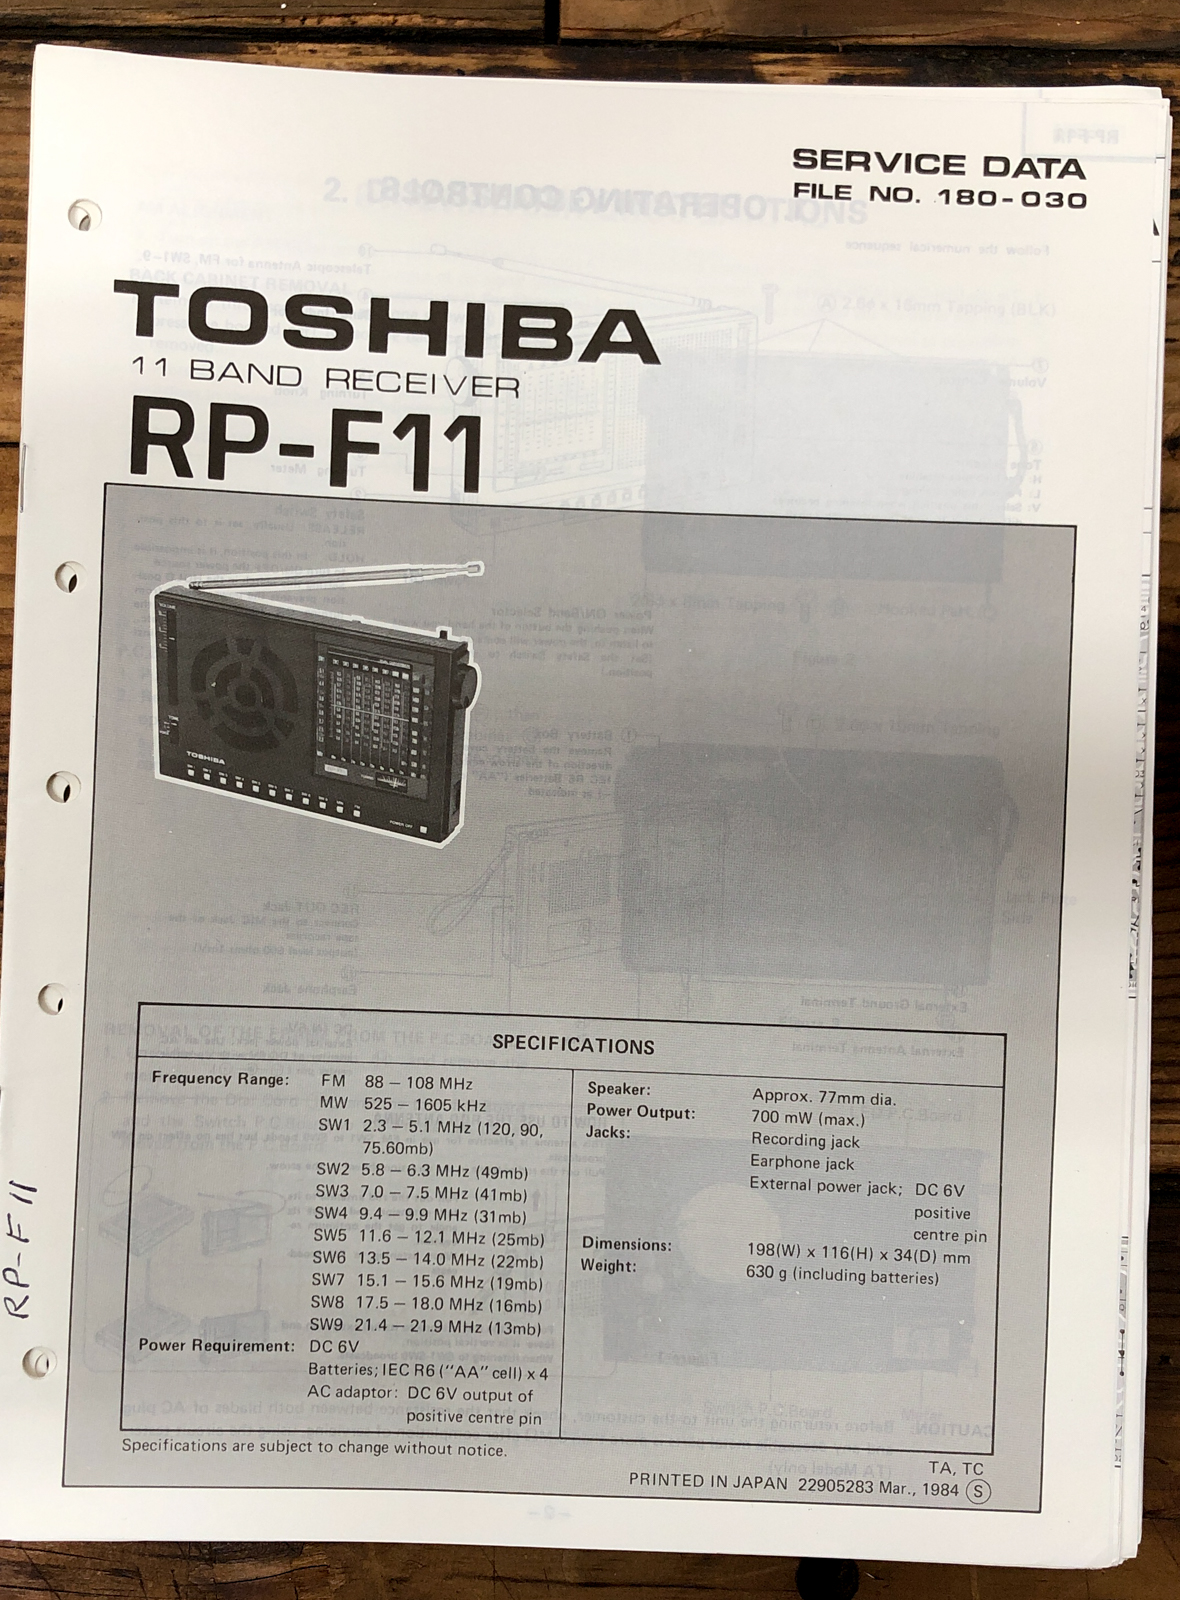 SERVICE DATA
FILE NO. 180-030
TOSHIBA
11 BAND RECEIVER
RP-F11
TOSHIBA
SPECIFICATIONS
Frequency Range: FM 88 – 108 MHz
MW 525 – 1605 kHz
SW1 2.3 – 5.1 MHz (120, 90,
75.60mb)
SW2 5.8 – 6.3 MHz (49mb)
SW3 7.0 – 7.5 MHz (41mb)
SW4 9.4 – 9.9 MHz (31mb)
SW5 11.6 – 12.1 MHz (25mb)
SW6 13.5 – 14.0 MHz (22mb)
SW7 15.1 – 15.6 MHz (19mb)
SW8 17.5 – 18.0 MHz (16mb)
SW9 21.4 – 21.9 MHz (13mb)
Power Requirement: DC 6V
Batteries; IEC R6 (“AA” cell) x 4
AC adaptor: DC 6V output of
positive centre pin
Speaker: Approx. 77mm dia.
Power Output: 700 mW (max.)
Jacks: Recording jack
Earphone jack
External power jack; DC 6V
positive
centre pin
Dimensions: 198(W) x 116(H) x 34(D) mm
Weight: 630 g (including batteries)
Specifications are subject to change without notice.
TA, TC
PRINTED IN JAPAN 22905283 Mar., 1984 Ⓢ
RP-F11